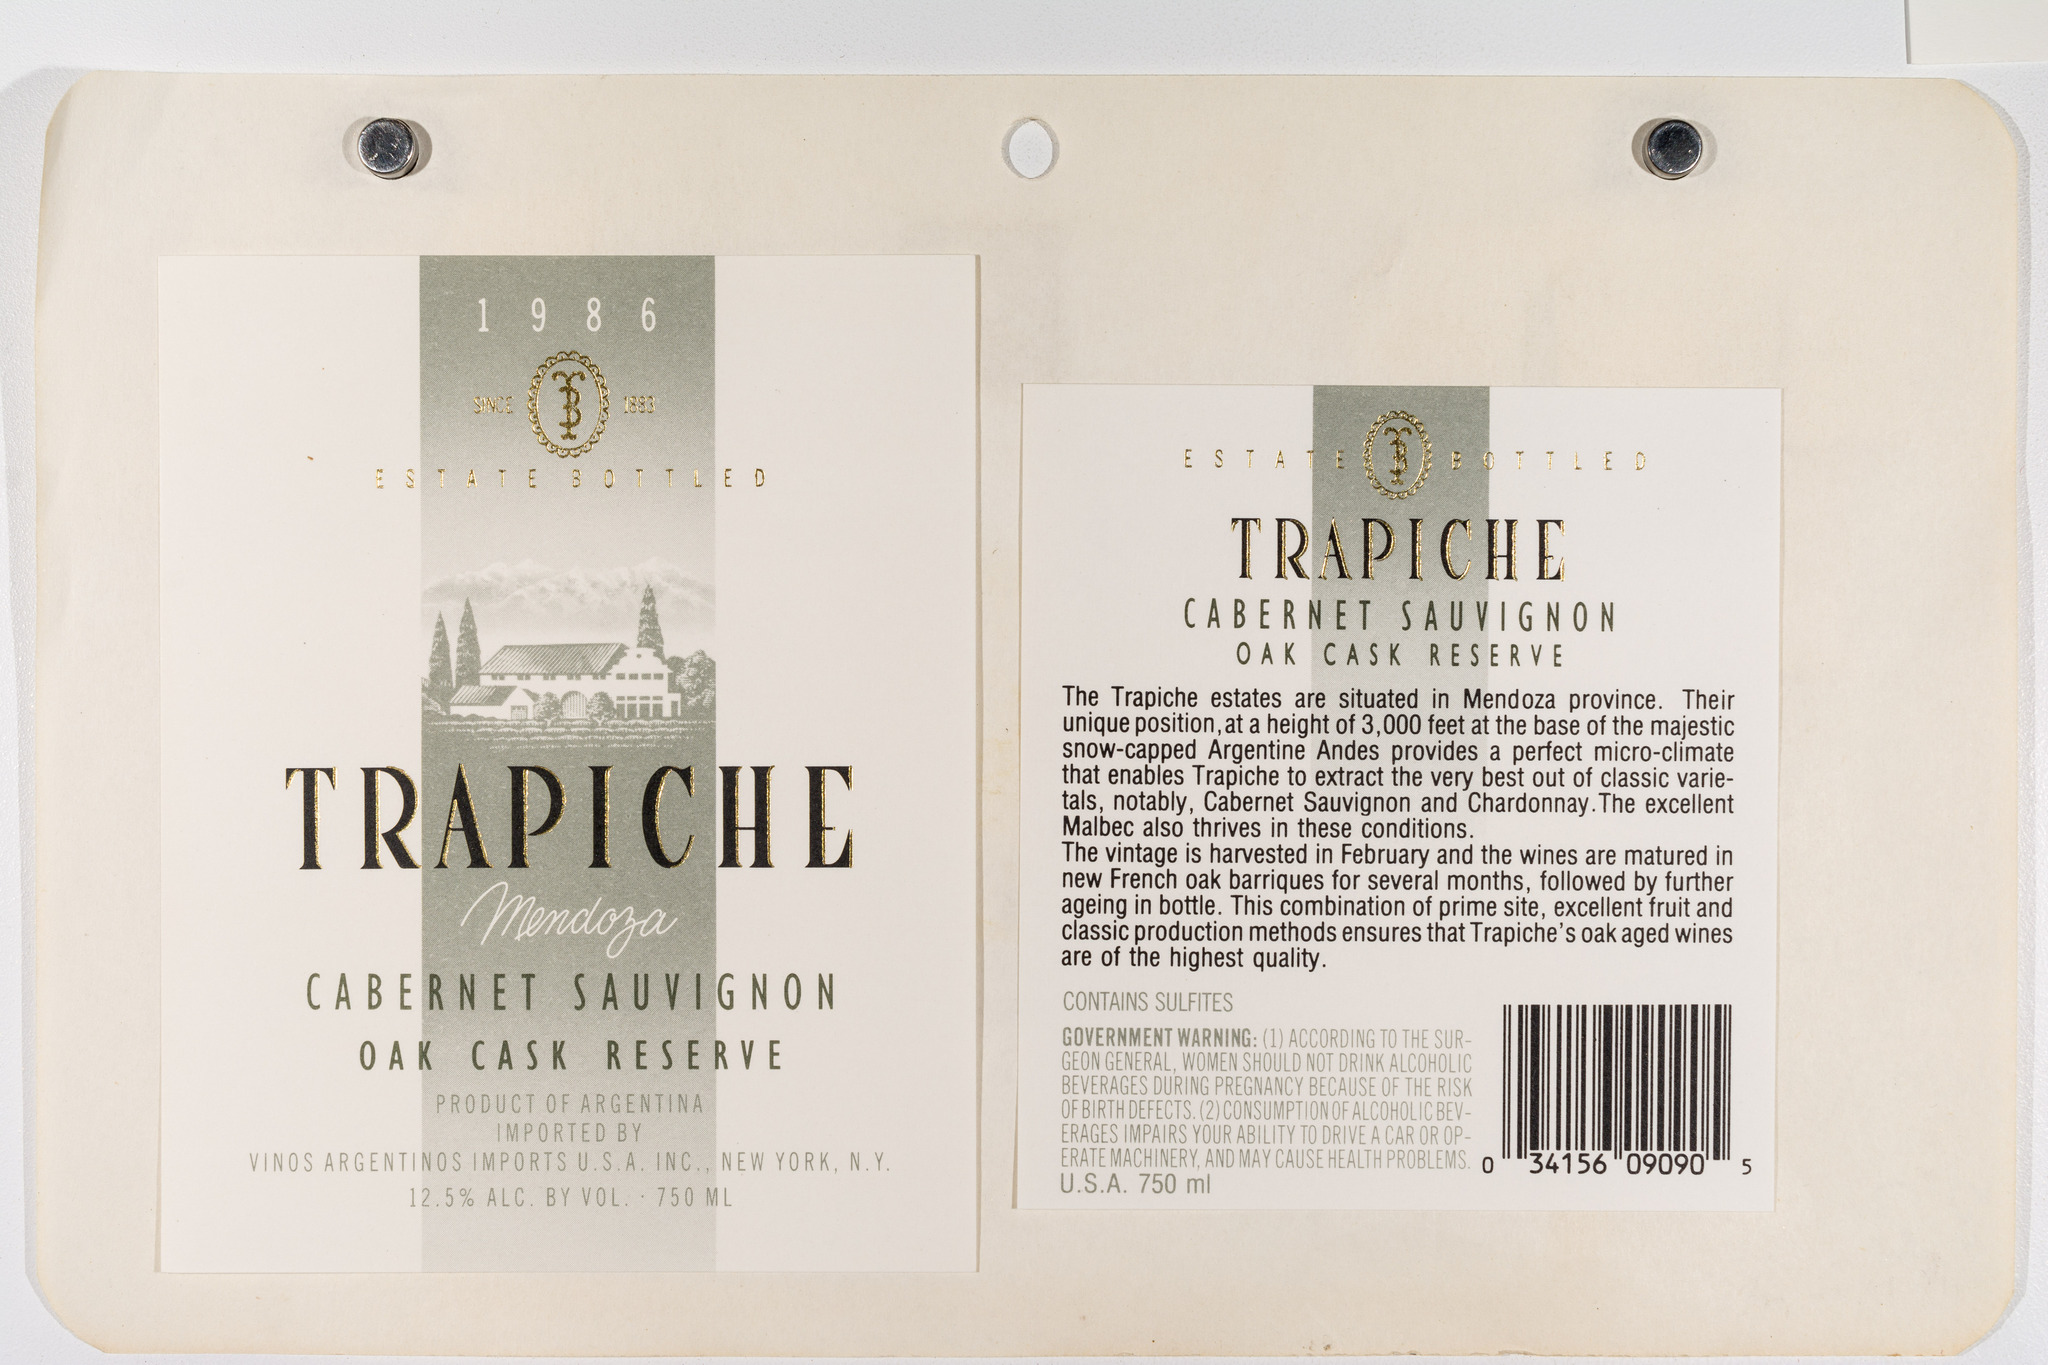 1986
SINCE 1883
ESTATE BOTTLED
TRAPICHE
Mendoza
CABERNET SAUVIGNON
OAK CASK RESERVE
PRODUCT OF ARGENTINA
IMPORTED BY
VINOS ARGENTINOS IMPORTS U.S.A. INC., NEW YORK, N.Y.
12.5% ALC. BY VOL. · 750 ML
ESTATE BOTTLED
TRAPICHE
CABERNET SAUVIGNON
OAK CASK RESERVE
The Trapiche estates are situated in Mendoza province. Their
unique position, at a height of 3,000 feet at the base of the majestic
snow-capped Argentine Andes provides a perfect micro-climate
that enables Trapiche to extract the very best out of classic varie-
tals, notably, Cabernet Sauvignon and Chardonnay. The excellent
Malbec also thrives in these conditions.
The vintage is harvested in February and the wines are matured in
new French oak barriques for several months, followed by further
ageing in bottle. This combination of prime site, excellent fruit and
classic production methods ensures that Trapiche's oak aged wines
are of the highest quality.
CONTAINS SULFITES
GOVERNMENT WARNING: (1) ACCORDING TO THE SUR-
GEON GENERAL, WOMEN SHOULD NOT DRINK ALCOHOLIC
BEVERAGES DURING PREGNANCY BECAUSE OF THE RISK
OF BIRTH DEFECTS. (2) CONSUMPTION OF ALCOHOLIC BEV-
ERAGES IMPAIRS YOUR ABILITY TO DRIVE A CAR OR OP-
ERATE MACHINERY, AND MAY CAUSE HEALTH PROBLEMS.
U.S.A. 750 ml
0 34156 09090 5